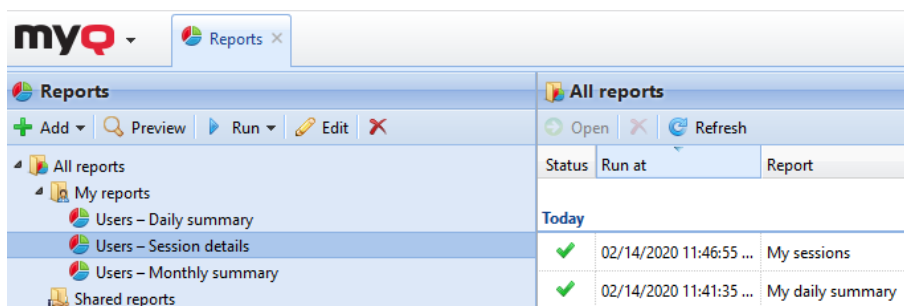 myQ
Reports
Reports
All reports
Add Preview Run Edit
Open Refresh
All reports
My reports
Users – Daily summary
Users – Session details
Users – Monthly summary
Shared reports
Status Run at Report
Today
02/14/2020 11:46:55 ... My sessions
02/14/2020 11:41:35 ... My daily summary